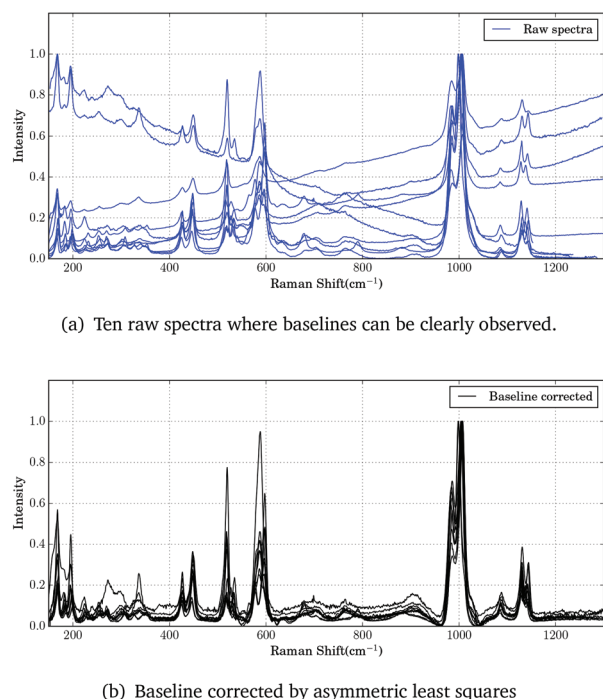 1.0
0.8
0.6
0.4
0.2
0.0
Intensity
Raw spectra
200 400 600 800 1000 1200
Raman Shift(cm⁻¹)
(a) Ten raw spectra where baselines can be clearly observed.
1.0
0.8
0.6
0.4
0.2
0.0
Intensity
Baseline corrected
200 400 600 800 1000 1200
Raman Shift(cm⁻¹)
(b) Baseline corrected by asymmetric least squares